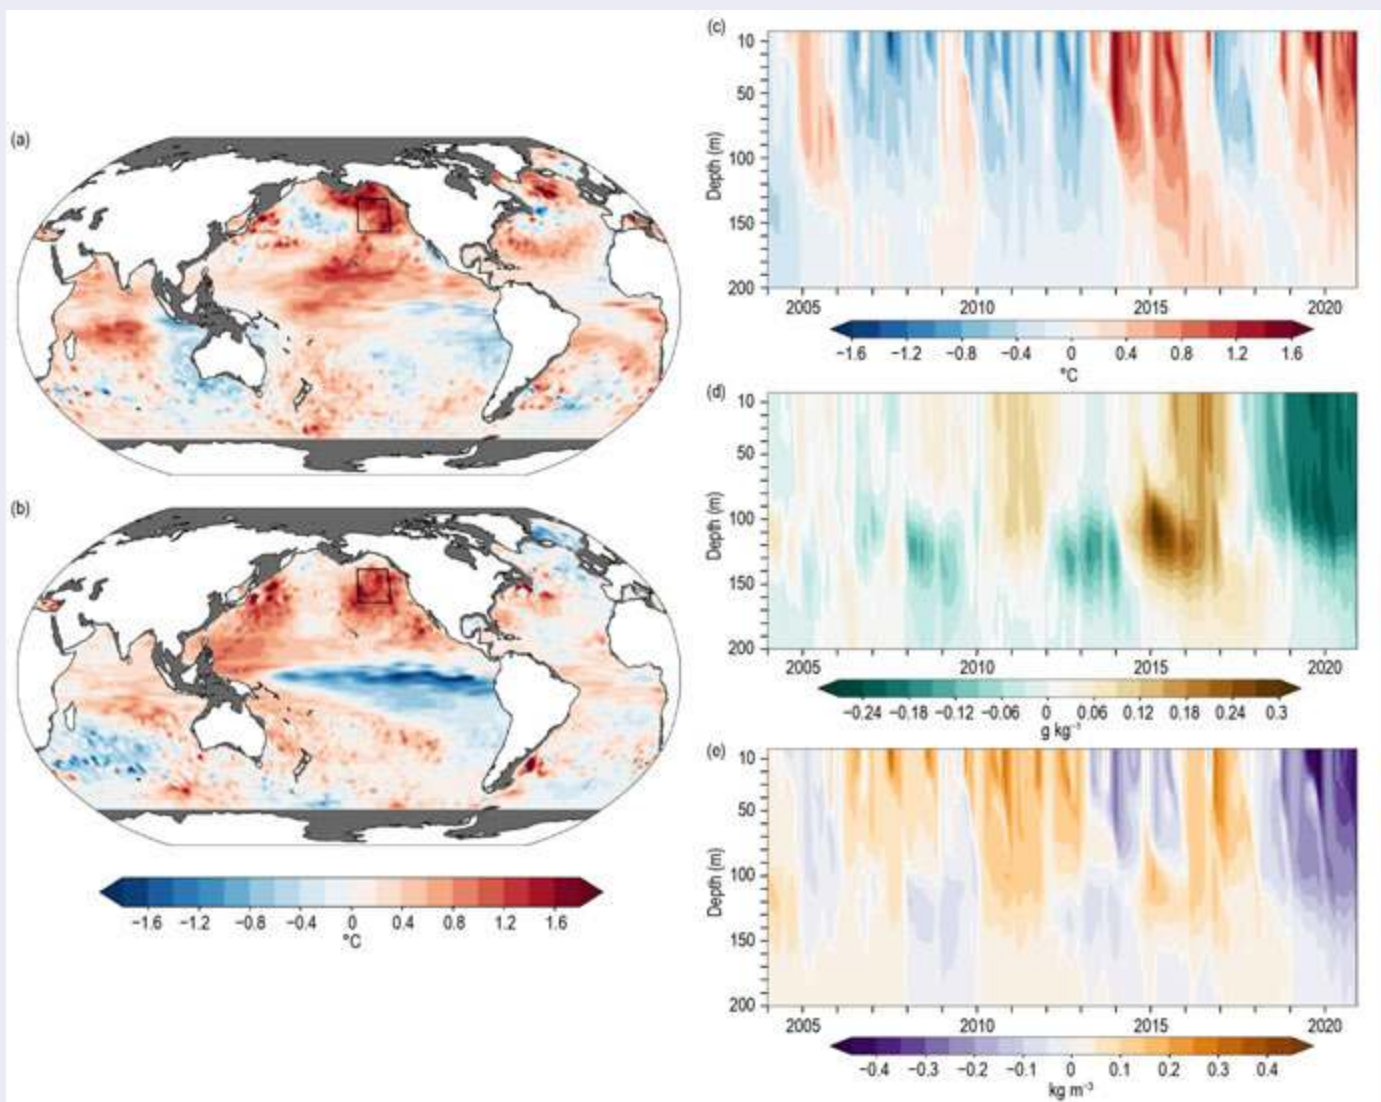 (a)
(b)
−1.6 −1.2 −0.8 −0.4 0 0.4 0.8 1.2 1.6
°C
(c)
10
50
100
150
200
Depth (m)
2005 2010 2015 2020
−1.6 −1.2 −0.8 −0.4 0 0.4 0.8 1.2 1.6
°C
(d)
10
50
100
150
200
Depth (m)
2005 2010 2015 2020
−0.24 −0.18 −0.12 −0.06 0 0.06 0.12 0.18 0.24 0.3
g kg⁻¹
(e)
10
50
100
150
200
Depth (m)
2005 2010 2015 2020
−0.4 −0.3 −0.2 −0.1 0 0.1 0.2 0.3 0.4
kg m⁻³